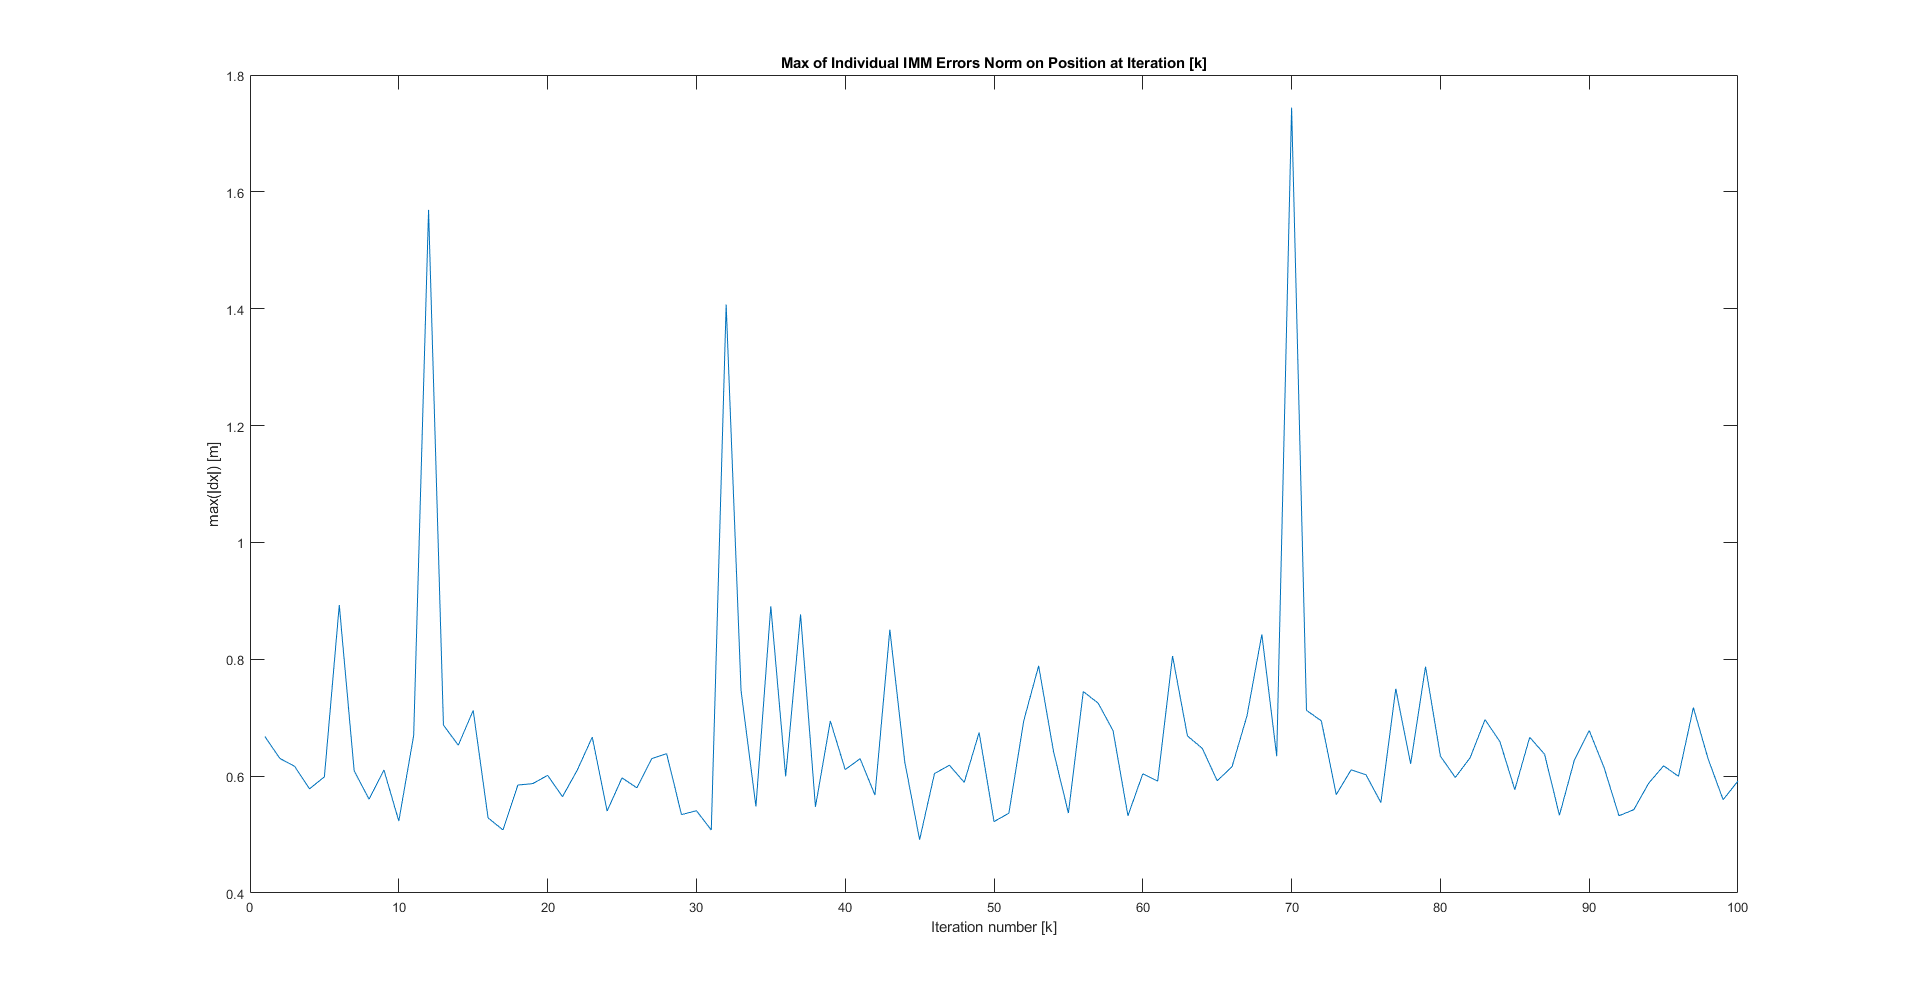 Max of Individual IMM Errors Norm on Position at Iteration [k]
1.8
1.6
1.4
1.2
1
0.8
0.6
0.4
max(|dx|) [m]
0 10 20 30 40 50 60 70 80 90 100
Iteration number [k]